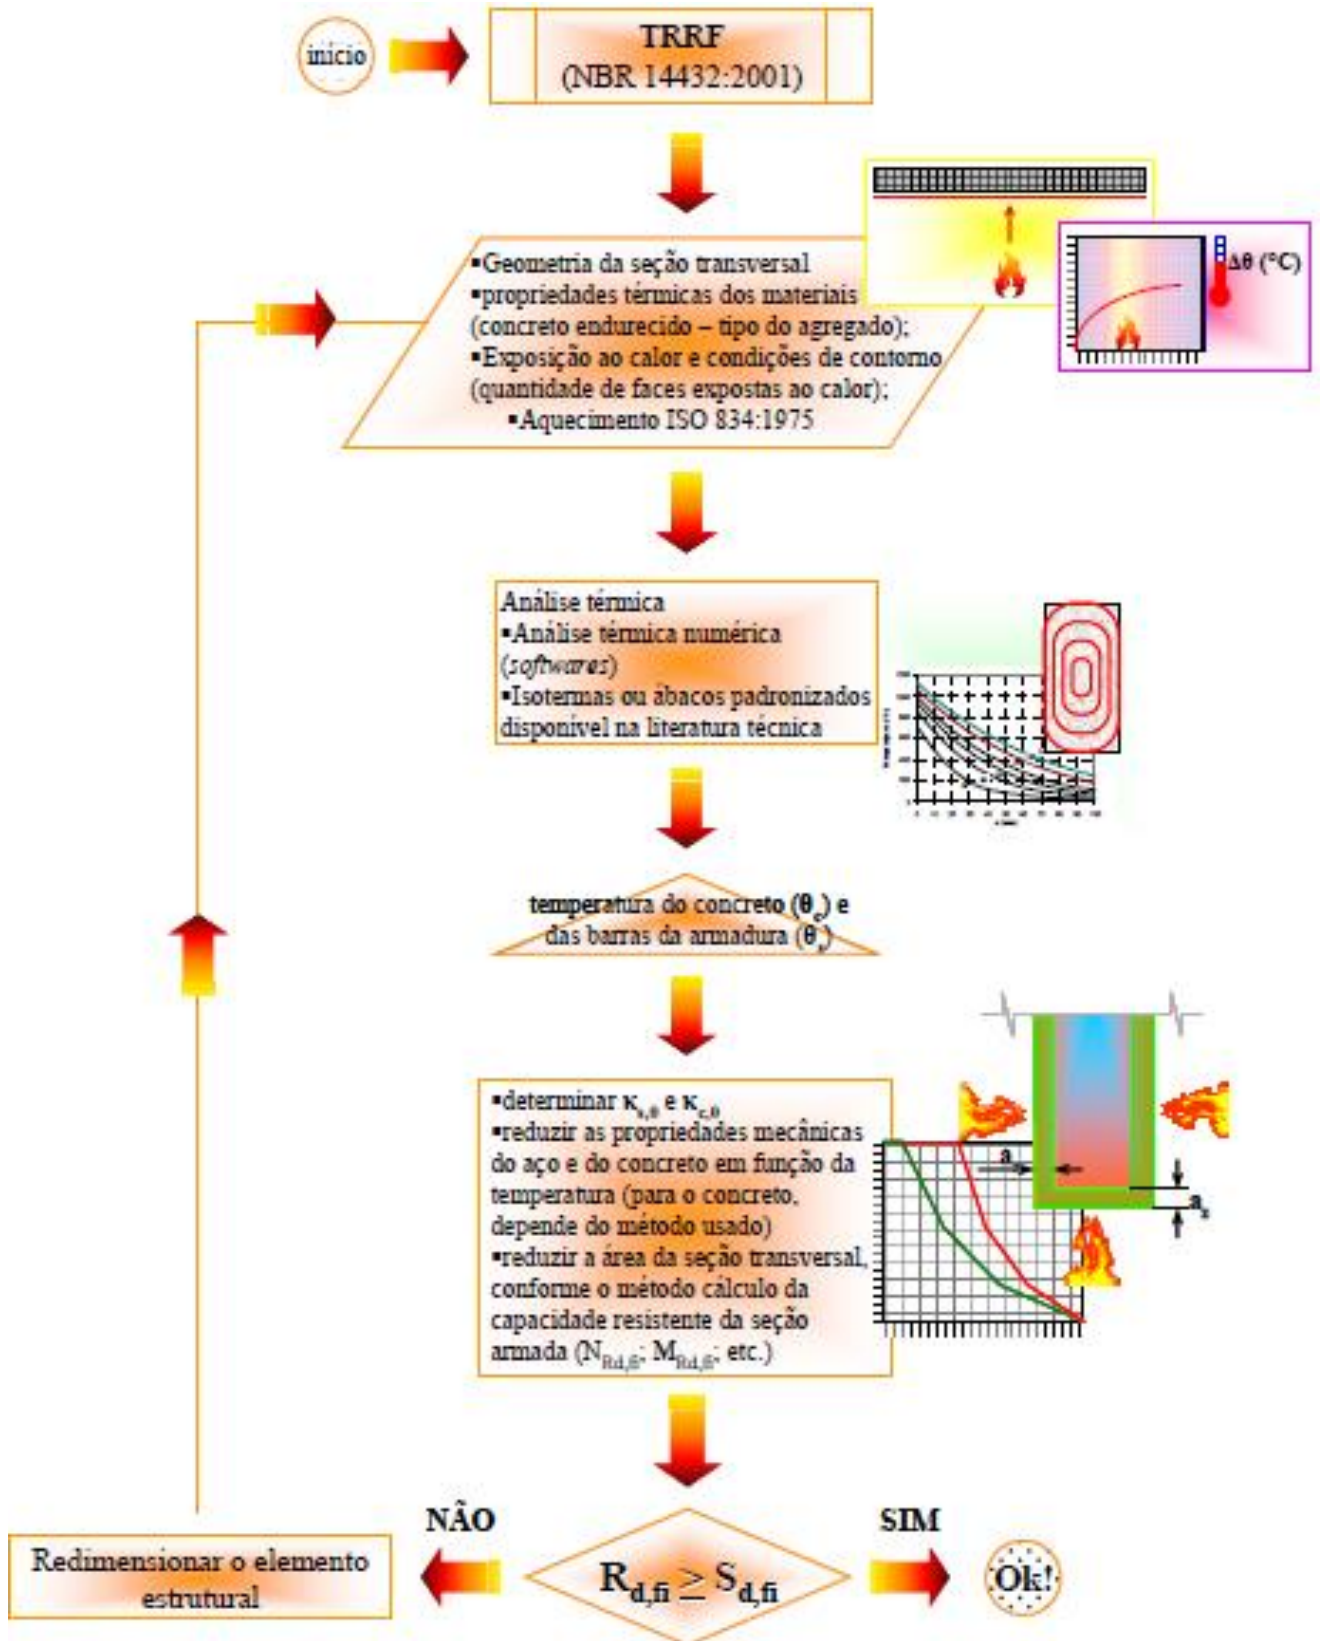 início
TRRF
(NBR 14432:2001)
▪Geometria da seção transversal
▪propriedades térmicas dos materiais
(concreto endurecido – tipo do agregado);
▪Exposição ao calor e condições de contorno
(quantidade de faces expostas ao calor);
▪Aquecimento ISO 834:1975
Δθ (°C)
Análise térmica
▪Análise térmica numérica
(softwares)
▪Isotermas ou ábacos padronizados
disponível na literatura técnica
temperatura do concreto (θc) e
das barras da armadura (θs)
▪determinar κs,θ e κc,θ
▪reduzir as propriedades mecânicas
do aço e do concreto em função da
temperatura (para o concreto,
depende do método usado)
▪reduzir a área da seção transversal,
conforme o método cálculo da
capacidade resistente da seção
armada (NRd,fi; MRd,fi; etc.)
a
az
NÃO
SIM
Redimensionar o elemento
estrutural
Rd,fi ≥ Sd,fi
Ok!